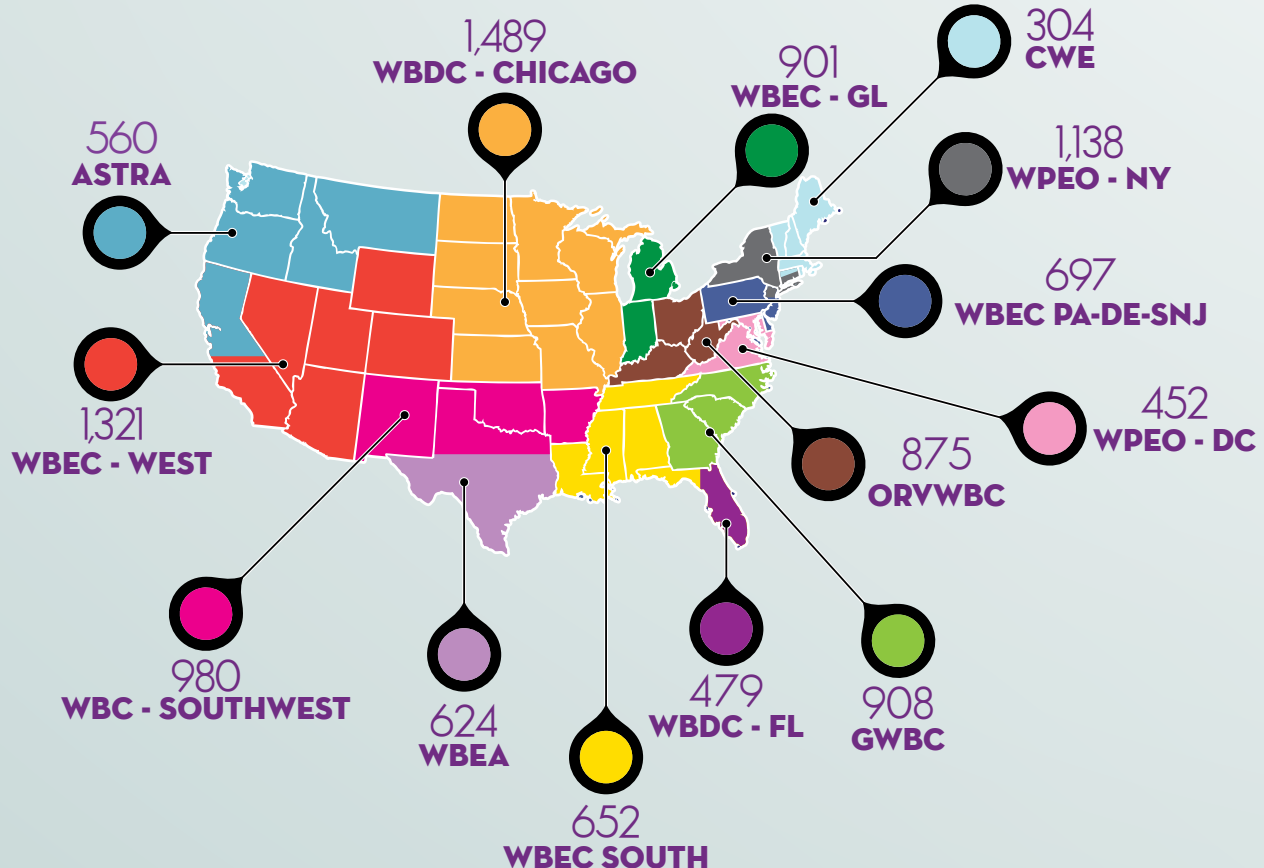 1,489
WBDC - CHICAGO
901
WBEC - GL
304
CWE
560
ASTRA
1,138
WPEO - NY
697
WBEC PA-DE-SNJ
1,321
WBEC - WEST
452
WPEO - DC
875
ORVWBC
980
WBC - SOUTHWEST
624
WBEA
479
WBDC - FL
908
GWBC
652
WBEC SOUTH